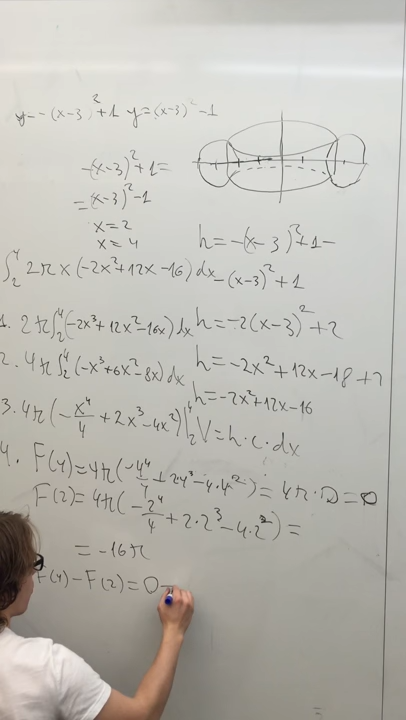 y=-(x-3)²+1 y=(x-3)²-1
-(x-3)²+1=
=(x-3)²-1
x=2
x=4
h=-(x-3)²+1-
-(x-3)²+1
∫₂⁴ 2πx(-2x²+12x-16)dx
1. 2π∫₂⁴(-2x³+12x²-16x)dx
h=-2(x-3)²+2
2. 4π∫₂⁴(-x³+6x²-8x)dx
h=-2x²+12x-18+2
h=-2x²+12x-16
3. 4π(-x⁴/4+2x³-4x²)|₂⁴
V=h·c·dx
4. F(4)=4π(-4⁴/4+2·4³-4·4²)=4π·0=0
F(2)=4π(-2⁴/4+2·2³-4·2²)=
=-16π
F(4)-F(2)=0-
=